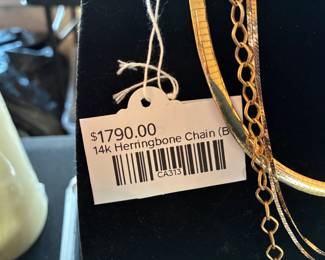 $1790.00
14k Herringbone Chain (B
CA313